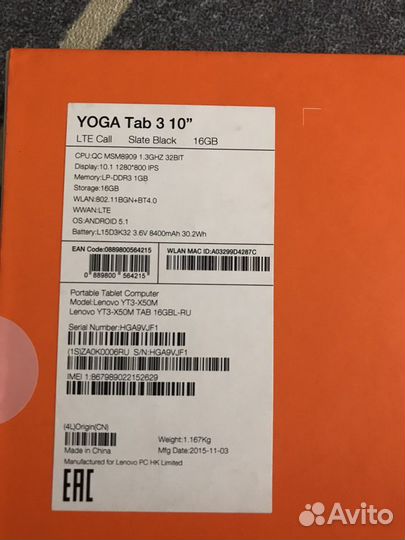 YOGA Tab 3 10”
LTE Call Slate Black 16GB
CPU:QC MSM8909 1.3GHZ 32BIT
Display:10.1 1280*800 IPS
Memory:LP-DDR3 1GB
Storage:16GB
WLAN:802.11BGN+BT4.0
WWAN:LTE
OS:ANDROID 5.1
Battery:L15D3K32 3.6V 8400mAh 30.2Wh
EAN Code:0889800564215 WLAN MAC ID:A03299D4287C
0 889800 564215
Portable Tablet Computer
Model:Lenovo YT3-X50M
Lenovo YT3-X50M TAB 16GBL-RU
Serial Number:HGA9VJF1
(1S)ZA0K0006RU S/N:HGA9VJF1
IMEI 1:867989022152629
(4L)Origin(CN)
Weight:1.167Kg
Made in China Mfg Date:2015-11-03
Manufactured for Lenovo PC HK Limited
EAC
Avito